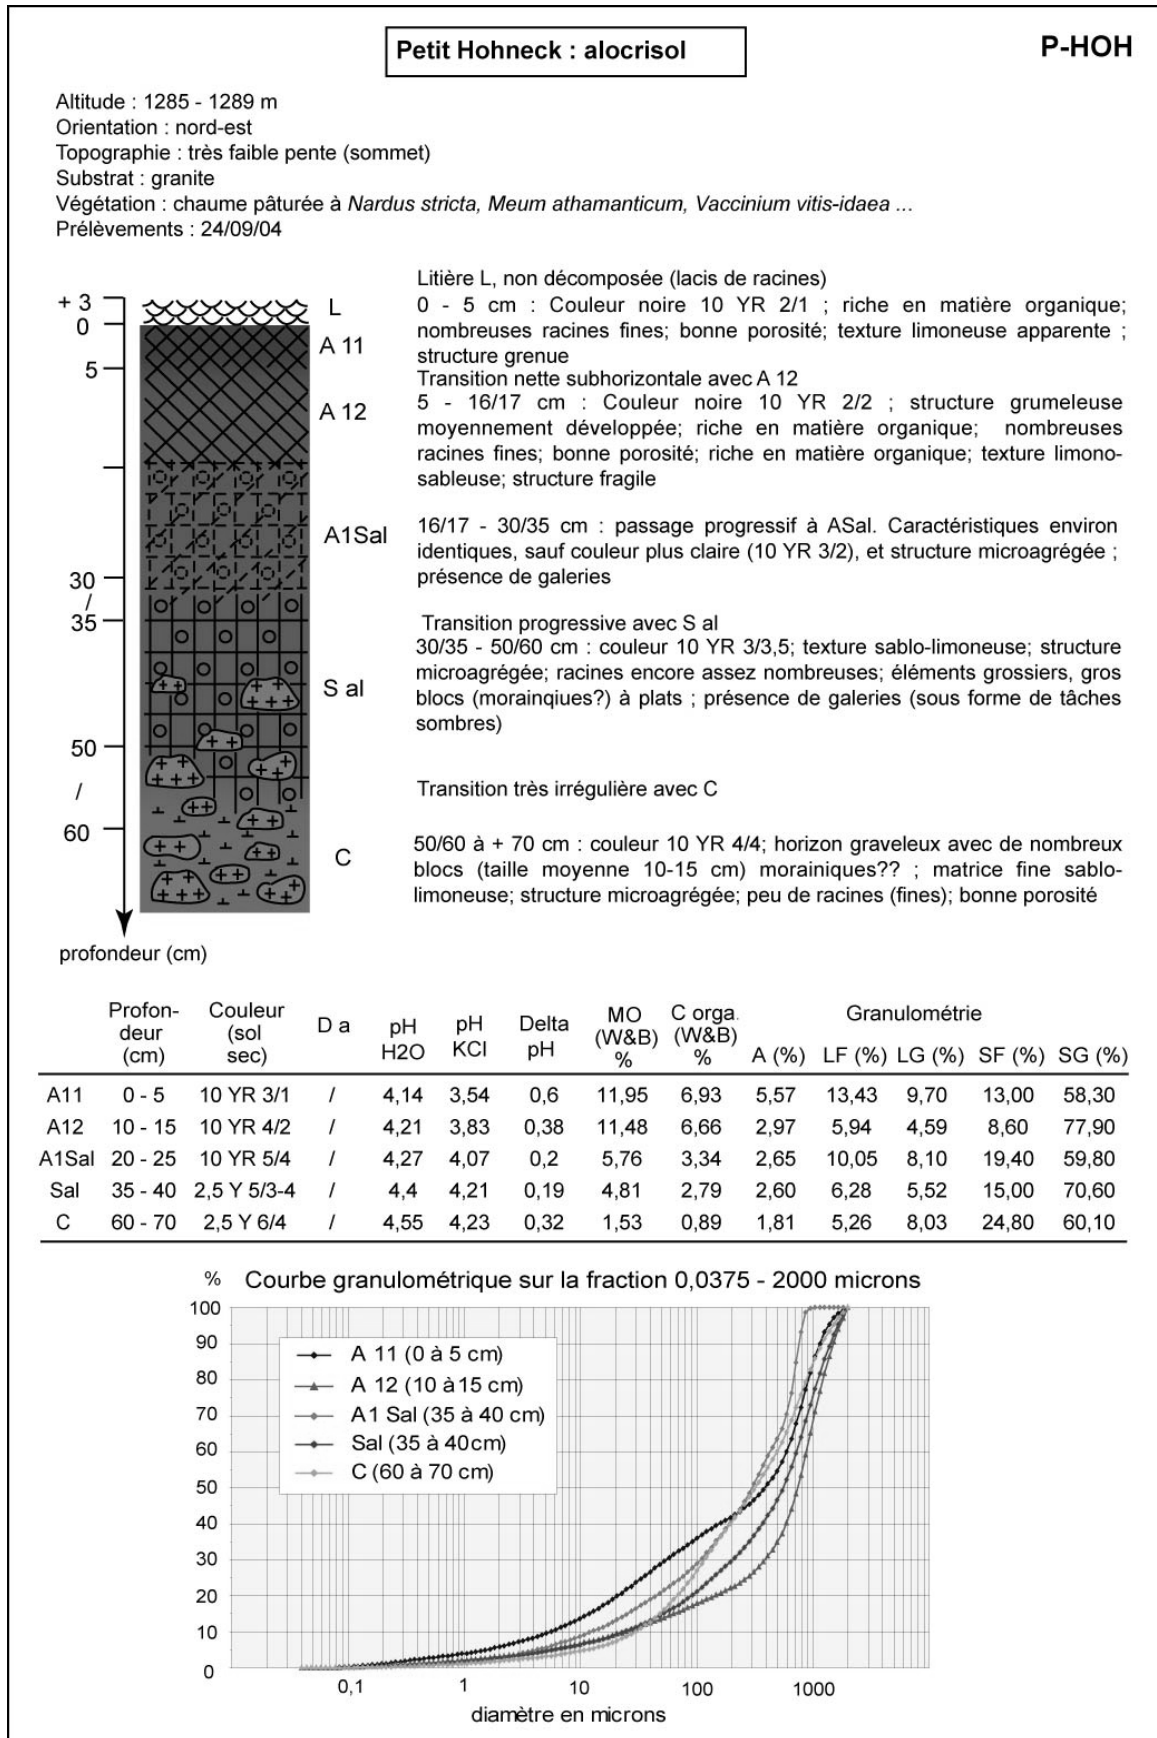 Petit Hohneck : alocrisol
P-HOH
Altitude : 1285 - 1289 m
Orientation : nord-est
Topographie : très faible pente (sommet)
Substrat : granite
Végétation : chaume pâturée à Nardus stricta, Meum athamanticum, Vaccinium vitis-idaea ...
Prélèvements : 24/09/04
+ 3
0
5
30
/
35
50
/
60
profondeur (cm)
L
A 11
A 12
A1Sal
S al
C
Litière L, non décomposée (lacis de racines)
0 - 5 cm : Couleur noire 10 YR 2/1 ; riche en matière organique;
nombreuses racines fines; bonne porosité; texture limoneuse apparente ;
structure grenue
Transition nette subhorizontale avec A 12
5 - 16/17 cm : Couleur noire 10 YR 2/2 ; structure grumeleuse
moyennement développée; riche en matière organique; nombreuses
racines fines; bonne porosité; riche en matière organique; texture limono-
sableuse; structure fragile
16/17 - 30/35 cm : passage progressif à ASal. Caractéristiques environ
identiques, sauf couleur plus claire (10 YR 3/2), et structure microagrégée ;
présence de galeries
Transition progressive avec S al
30/35 - 50/60 cm : couleur 10 YR 3/3,5; texture sablo-limoneuse; structure
microagrégée; racines encore assez nombreuses; éléments grossiers, gros
blocs (morainqiues?) à plats ; présence de galeries (sous forme de tâches
sombres)
Transition très irrégulière avec C
50/60 à + 70 cm : couleur 10 YR 4/4; horizon graveleux avec de nombreux
blocs (taille moyenne 10-15 cm) morainiques?? ; matrice fine sablo-
limoneuse; structure microagrégée; peu de racines (fines); bonne porosité
Profon-deur (cm) Couleur (sol sec) D a pH H2O pH KCl Delta pH MO (W&B) % C orga. (W&B) % Granulométrie
A (%) LF (%) LG (%) SF (%) SG (%)
A11 0 - 5 10 YR 3/1 / 4,14 3,54 0,6 11,95 6,93 5,57 13,43 9,70 13,00 58,30
A12 10 - 15 10 YR 4/2 / 4,21 3,83 0,38 11,48 6,66 2,97 5,94 4,59 8,60 77,90
A1Sal 20 - 25 10 YR 5/4 / 4,27 4,07 0,2 5,76 3,34 2,65 10,05 8,10 19,40 59,80
Sal 35 - 40 2,5 Y 5/3-4 / 4,4 4,21 0,19 4,81 2,79 2,60 6,28 5,52 15,00 70,60
C 60 - 70 2,5 Y 6/4 / 4,55 4,23 0,32 1,53 0,89 1,81 5,26 8,03 24,80 60,10
% Courbe granulométrique sur la fraction 0,0375 - 2000 microns
100
90
80
70
60
50
40
30
20
10
0
A 11 (0 à 5 cm)
A 12 (10 à15 cm)
A1 Sal (35 à 40 cm)
Sal (35 à 40cm)
C (60 à 70 cm)
0,1 1 10 100 1000
diamètre en microns